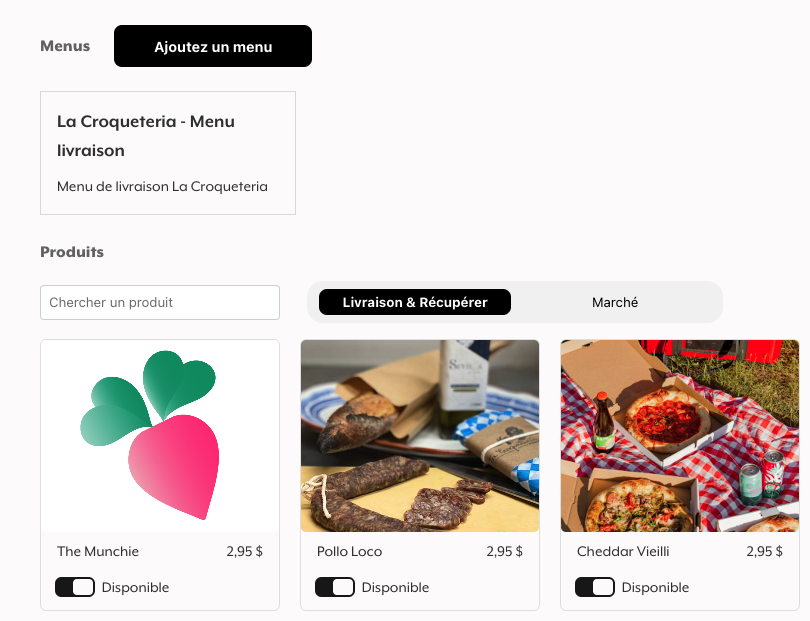 Menus
Ajoutez un menu
La Croqueteria - Menu
livraison
Menu de livraison La Croqueteria
Produits
Chercher un produit
Livraison & Récupérer
Marché
The Munchie 2,95 $
Pollo Loco 2,95 $
Cheddar Vieilli 2,95 $
Disponible
Disponible
Disponible